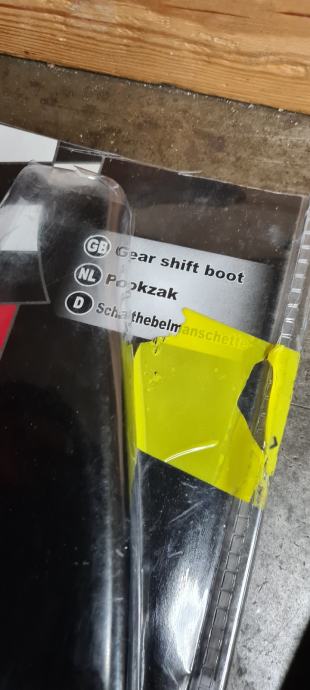 GB Gear shift boot
NL Pookzak
D Schalthebelmanschette